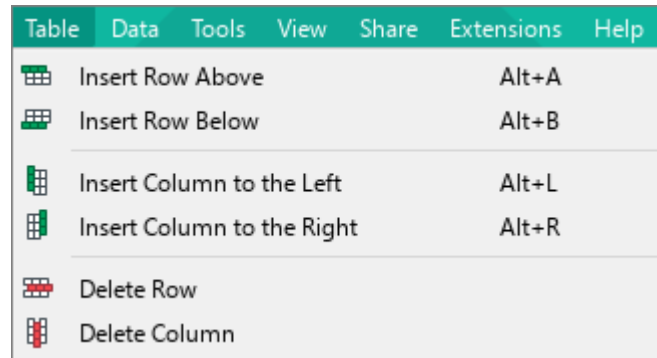 Table Data Tools View Share Extensions Help
Insert Row Above Alt+A
Insert Row Below Alt+B
Insert Column to the Left Alt+L
Insert Column to the Right Alt+R
Delete Row
Delete Column